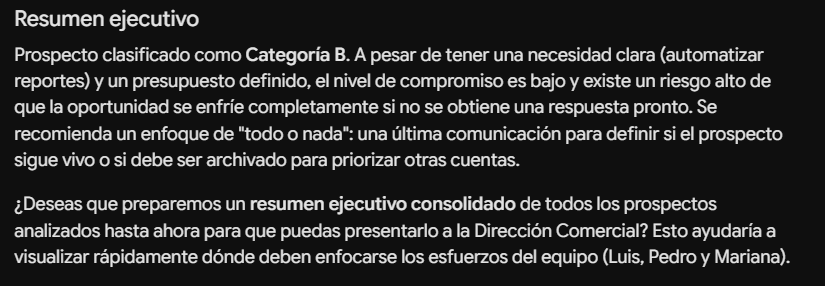 Resumen ejecutivo
Prospecto clasificado como Categoría B. A pesar de tener una necesidad clara (automatizar
reportes) y un presupuesto definido, el nivel de compromiso es bajo y existe un riesgo alto de
que la oportunidad se enfríe completamente si no se obtiene una respuesta pronto. Se
recomienda un enfoque de "todo o nada": una última comunicación para definir si el prospecto
sigue vivo o si debe ser archivado para priorizar otras cuentas.
¿Deseas que preparemos un resumen ejecutivo consolidado de todos los prospectos
analizados hasta ahora para que puedas presentarlo a la Dirección Comercial? Esto ayudaría a
visualizar rápidamente dónde deben enfocarse los esfuerzos del equipo (Luis, Pedro y Mariana).